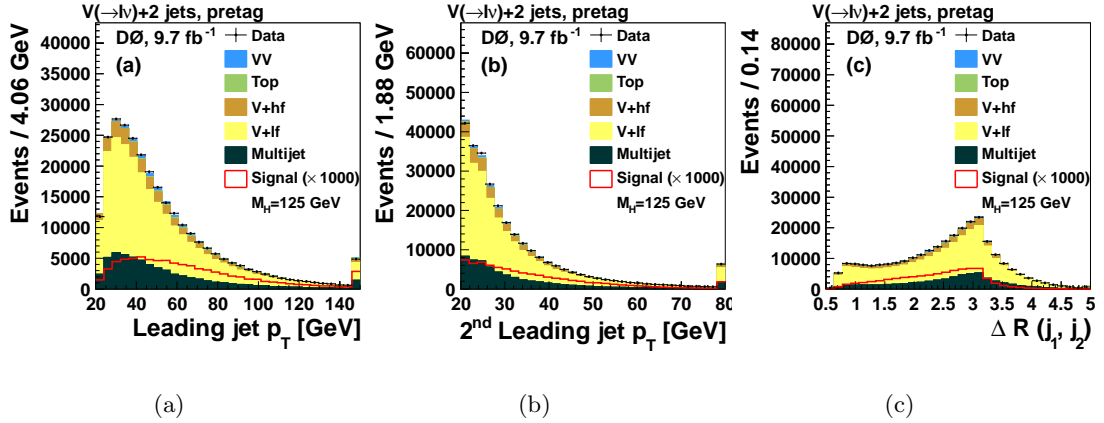 V(→lν)+2 jets, pretag
DØ, 9.7 fb⁻¹
(a)
Data
VV
Top
V+hf
V+lf
Multijet
Signal (×1000)
M_H=125 GeV
Events / 4.06 GeV
40000
35000
30000
25000
20000
15000
10000
5000
0
20 40 60 80 100 120 140
Leading jet p_T [GeV]
(a)
V(→lν)+2 jets, pretag
DØ, 9.7 fb⁻¹
(b)
Data
VV
Top
V+hf
V+lf
Multijet
Signal (×1000)
M_H=125 GeV
Events / 1.88 GeV
60000
50000
40000
30000
20000
10000
0
20 30 40 50 60 70 80
2nd Leading jet p_T [GeV]
(b)
V(→lν)+2 jets, pretag
DØ, 9.7 fb⁻¹
(c)
Data
VV
Top
V+hf
V+lf
Multijet
Signal (×1000)
M_H=125 GeV
Events / 0.14
80000
70000
60000
50000
40000
30000
20000
10000
0
0.5 1 1.5 2 2.5 3 3.5 4 4.5 5
Δ R (j_1, j_2)
(c)